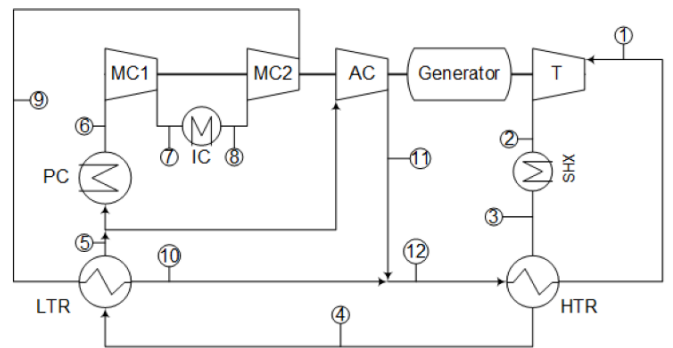 ①
MC1
MC2
AC
Generator
T
⑨
⑥
②
⑦
IC
⑧
⑪
PC
SHX
③
⑤
⑩
⑫
LTR
④
HTR